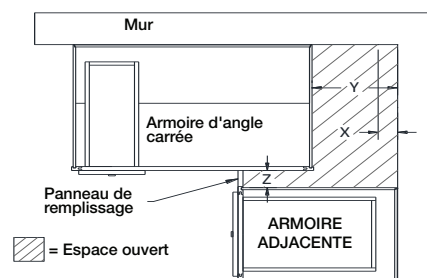 Mur
Y
Armoire d'angle
carrée
X
Z
Panneau de
remplissage
ARMOIRE
ADJACENTE
= Espace ouvert